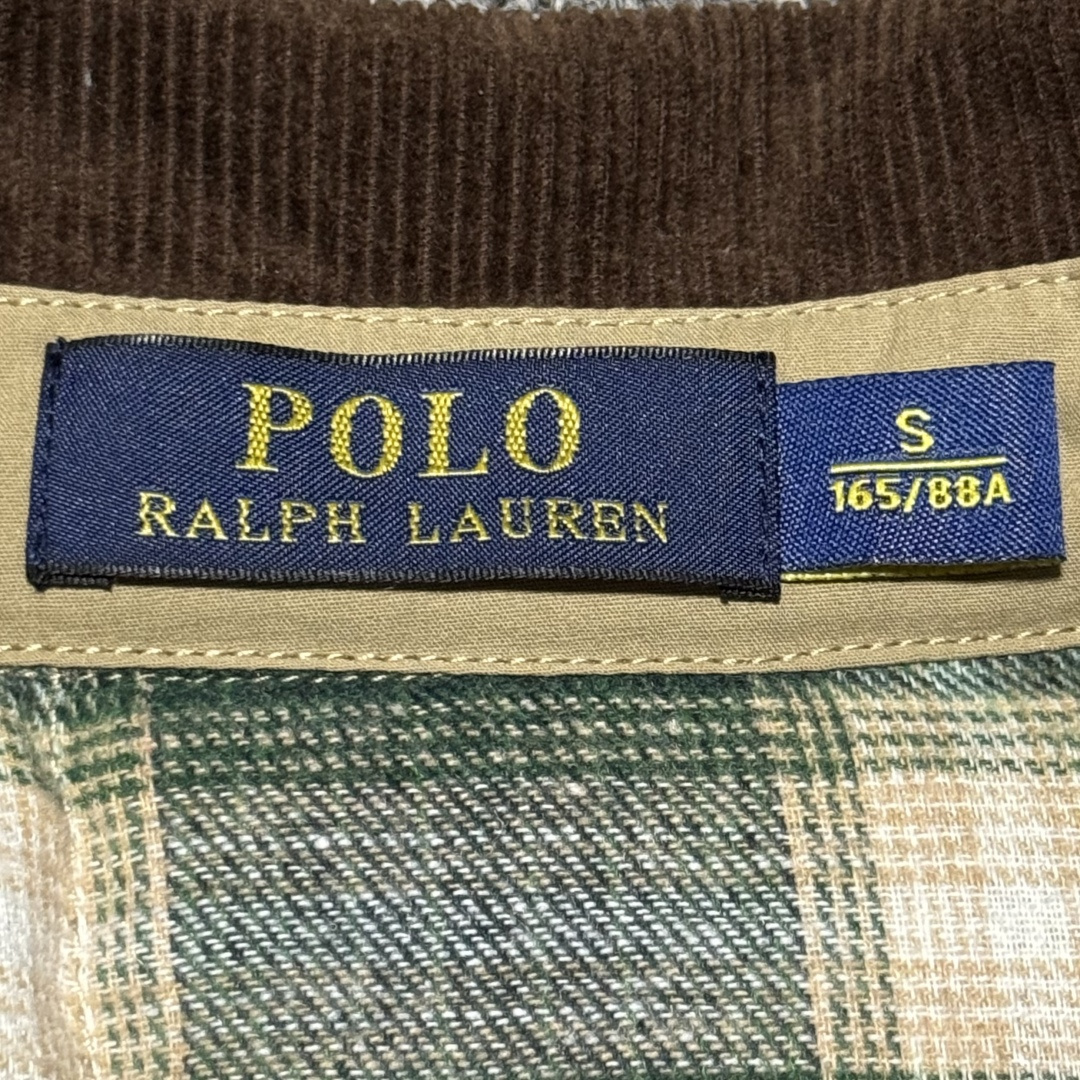 POLO
RALPH LAUREN
S
165/88A